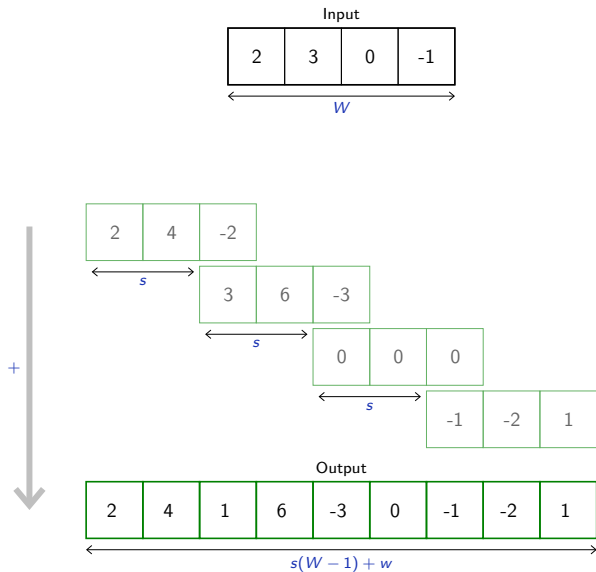 Input
2 3 0 -1
W
2 4 -2
s
3 6 -3
s
0 0 0
s
+
-1 -2 1
Output
2 4 1 6 -3 0 -1 -2 1
s(W − 1) + w